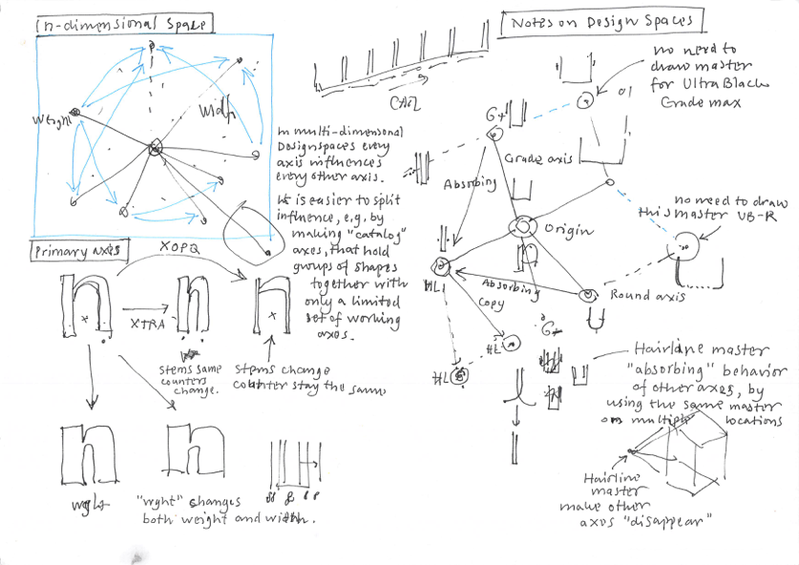 n-dimensional Space
Weight
Width
In multi-dimensional
Designspaces every
axis influences
every other axis.
It is easier to split
influence, e.g. by
making "catalog"
axes, that hold
groups of shapes
together with
only a limited
set of working
axes.
Primary axes
XOPQ
n
n
n
XTRA
Stems same
counters
change.
Stems change
counter stay the same
n
n
wght
"wght" changes
both weight and width.
Notes on Design Spaces
no need to
draw master
for UltraBlack
Grade max
G+
Grade axis
Absorbing
Origin
no need to draw
this master UB-R
HL
Absorbing
Copy
Round axis
HL
HL
G+
Hairline master
"absorbing" behavior
of other axes, by
using the same master
on multiple locations
Hairline
master
make other
axes "disappear"